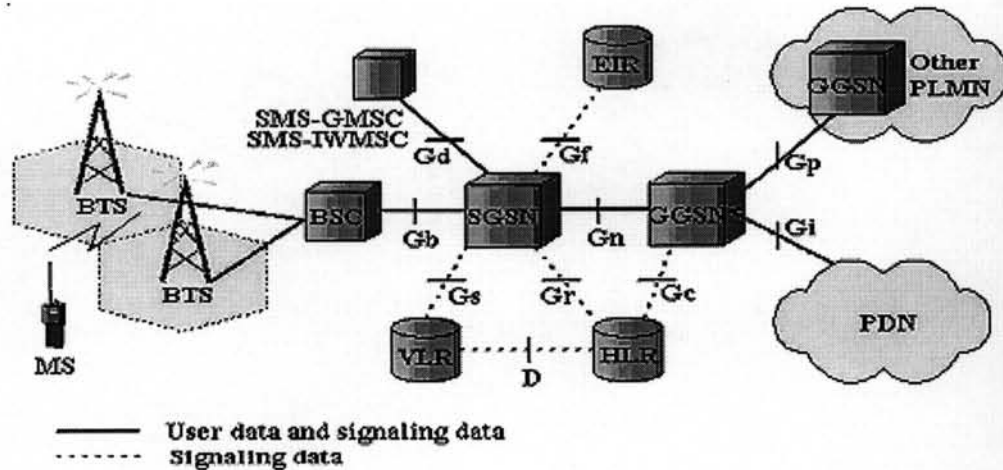 EIR
GGSN
Other
PLMN
SMS-GMSC
SMS-IWMSC
Gd
Gf
Gp
BTS
BSC
SGSN
GGSN
Gb
Gn
Gi
BTS
Gs
Gr
Gc
MS
VLR
HLR
PDN
D
User data and signaling data
Signaling data